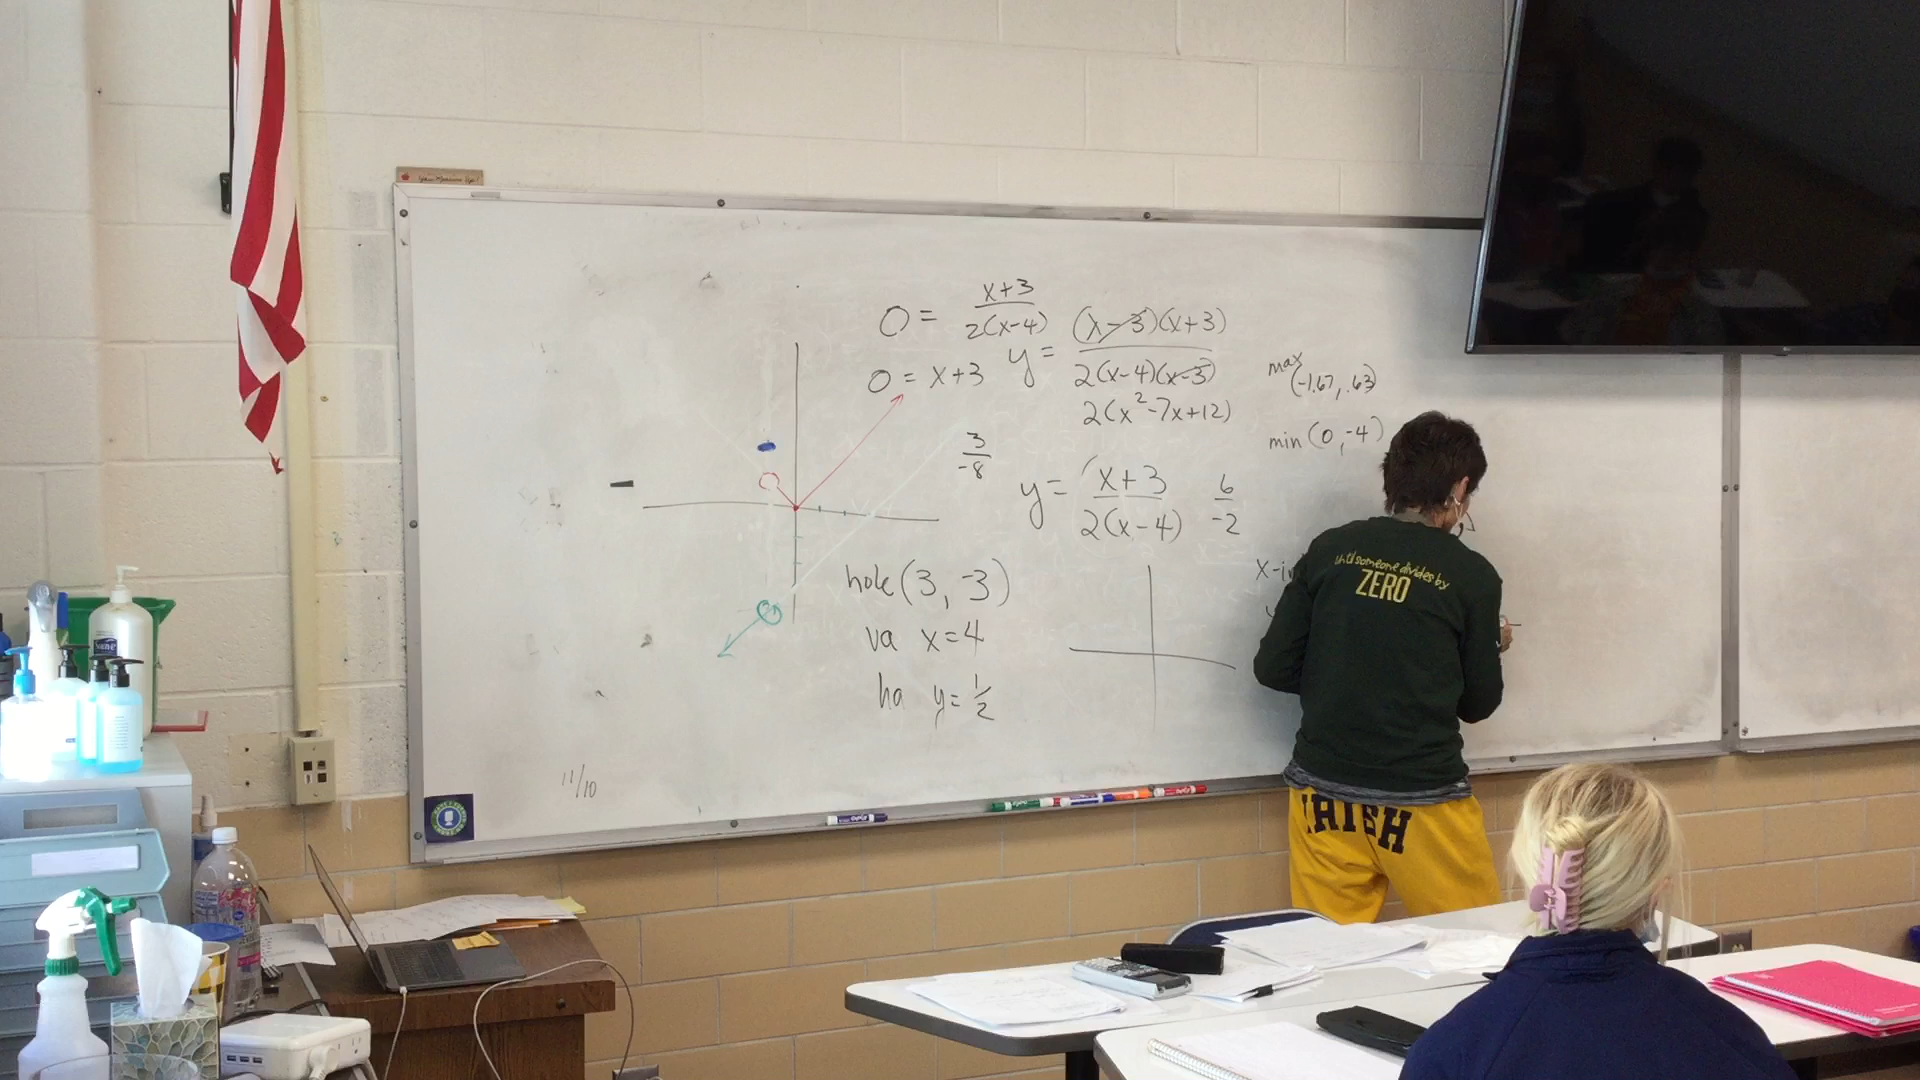 0 = x+3 / 2(x-4)
0 = x+3
y = (x-3)(x+3) / 2(x-4)(x-3)
2(x²-7x+12)
max (-1.67, .63)
min (0, -4)
3/-8
y = x+3 / 2(x-4)
6/-2
hole (3, -3)
va x=4
ha y = 1/2
x-in
11/10
until someone divides by
ZERO
IRISH